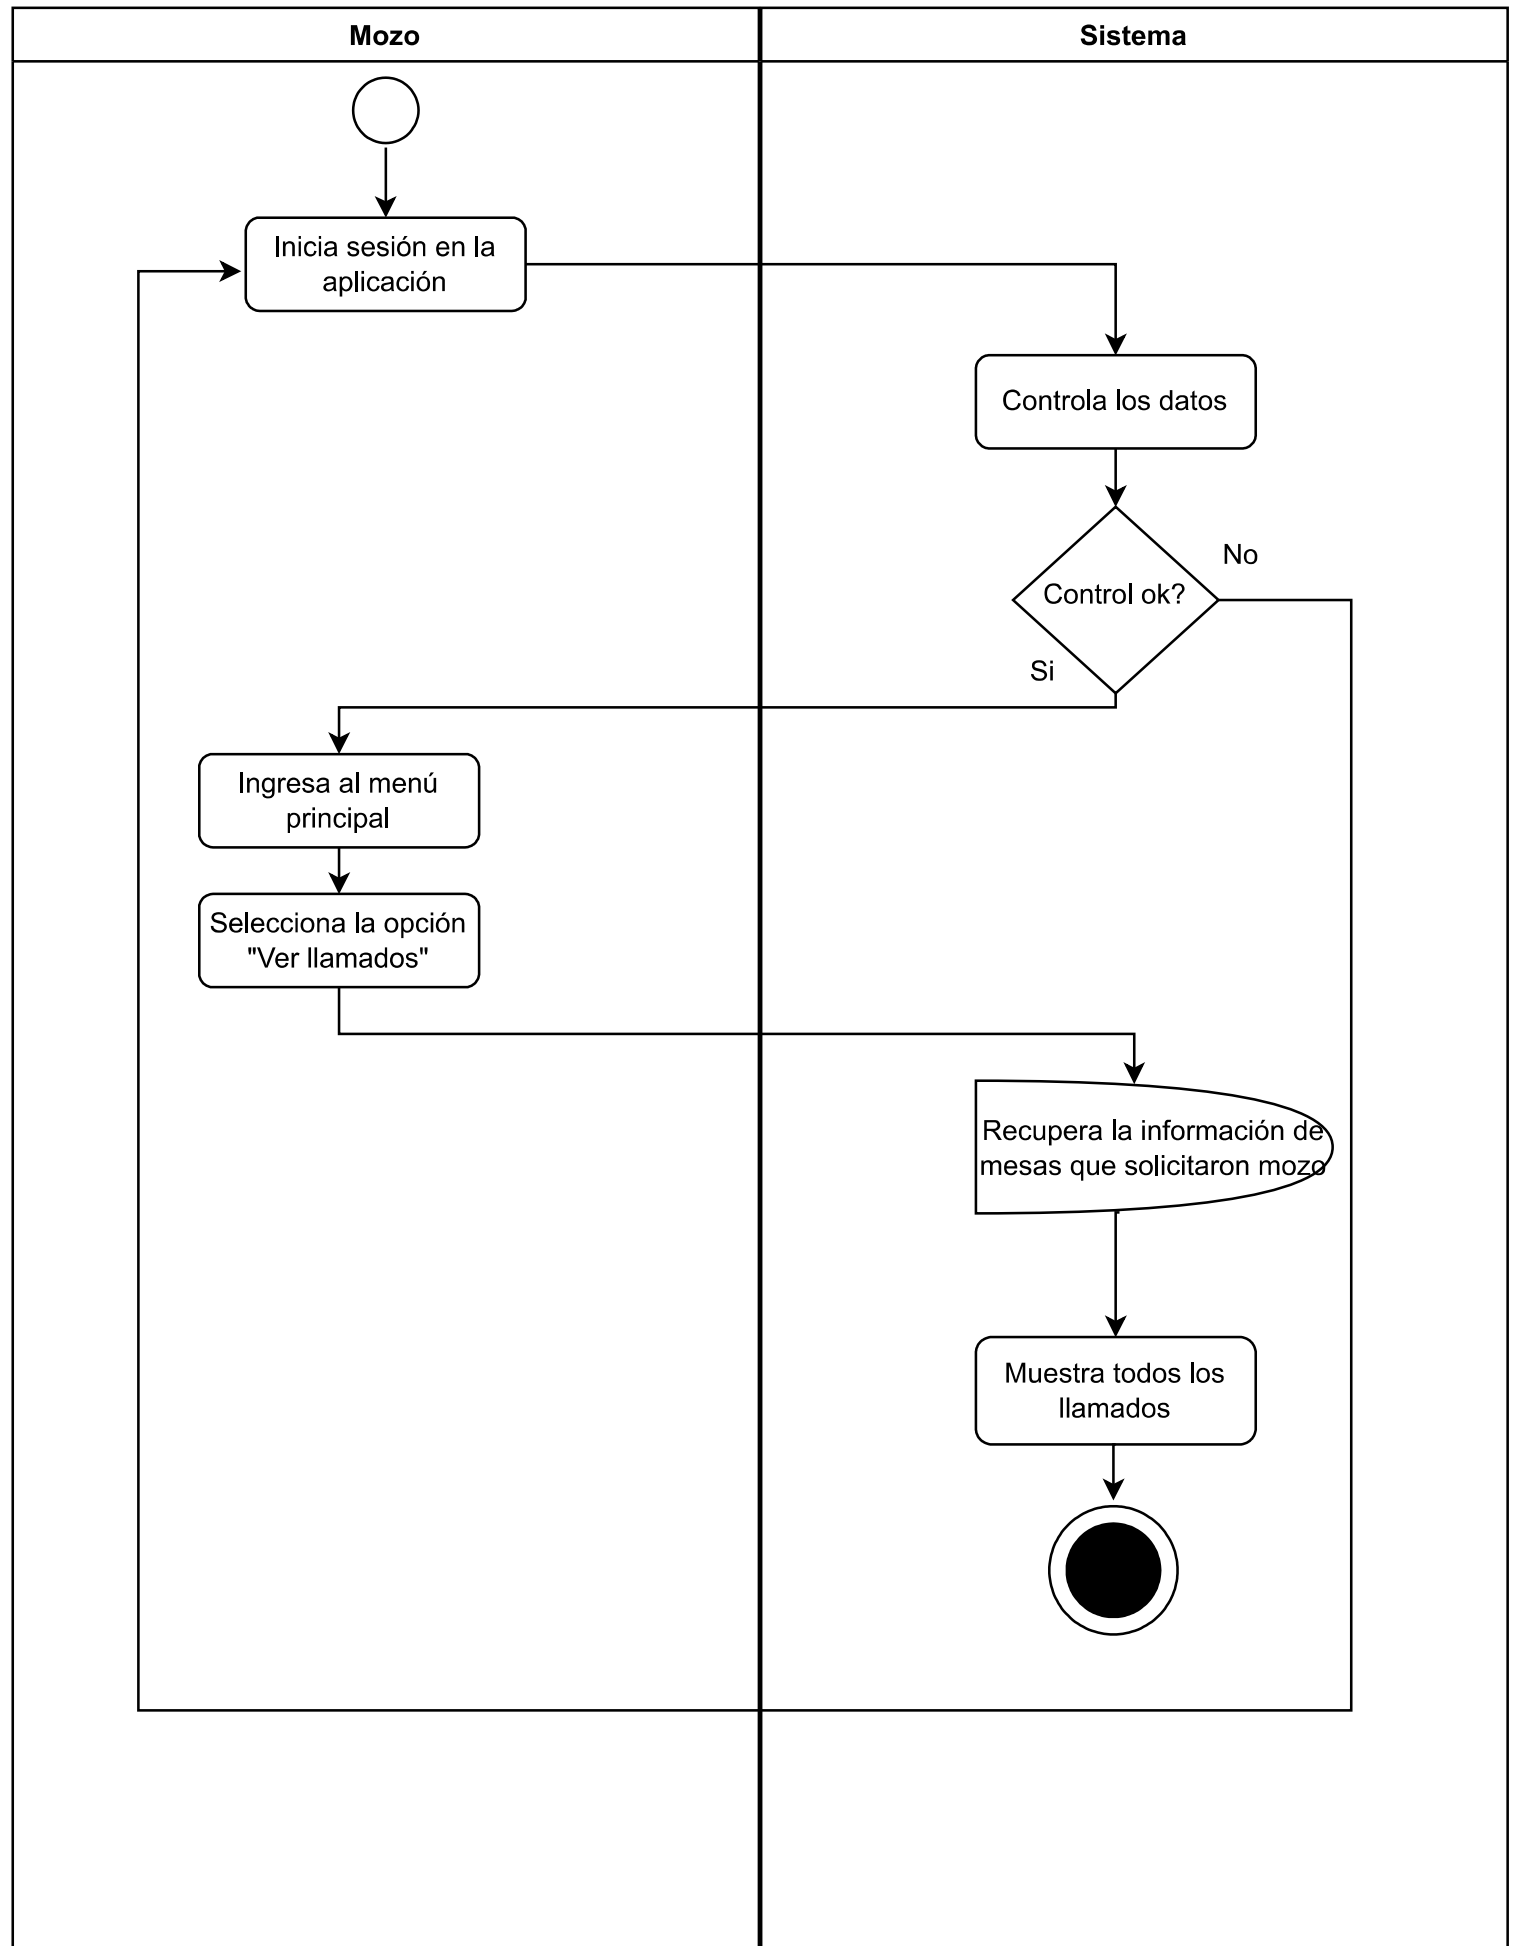 Mozo
Sistema
Inicia sesión en la
aplicación
Controla los datos
Control ok?
No
Si
Ingresa al menú
principal
Selecciona la opción
"Ver llamados"
Recupera la información de
mesas que solicitaron mozo
Muestra todos los
llamados